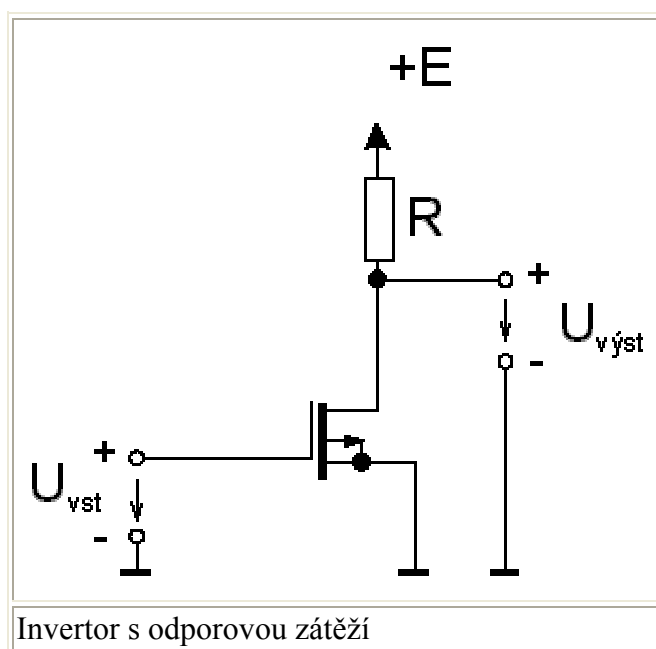 +E
R
+
U výst
-
+
U vst
-
Invertor s odporovou zátěží